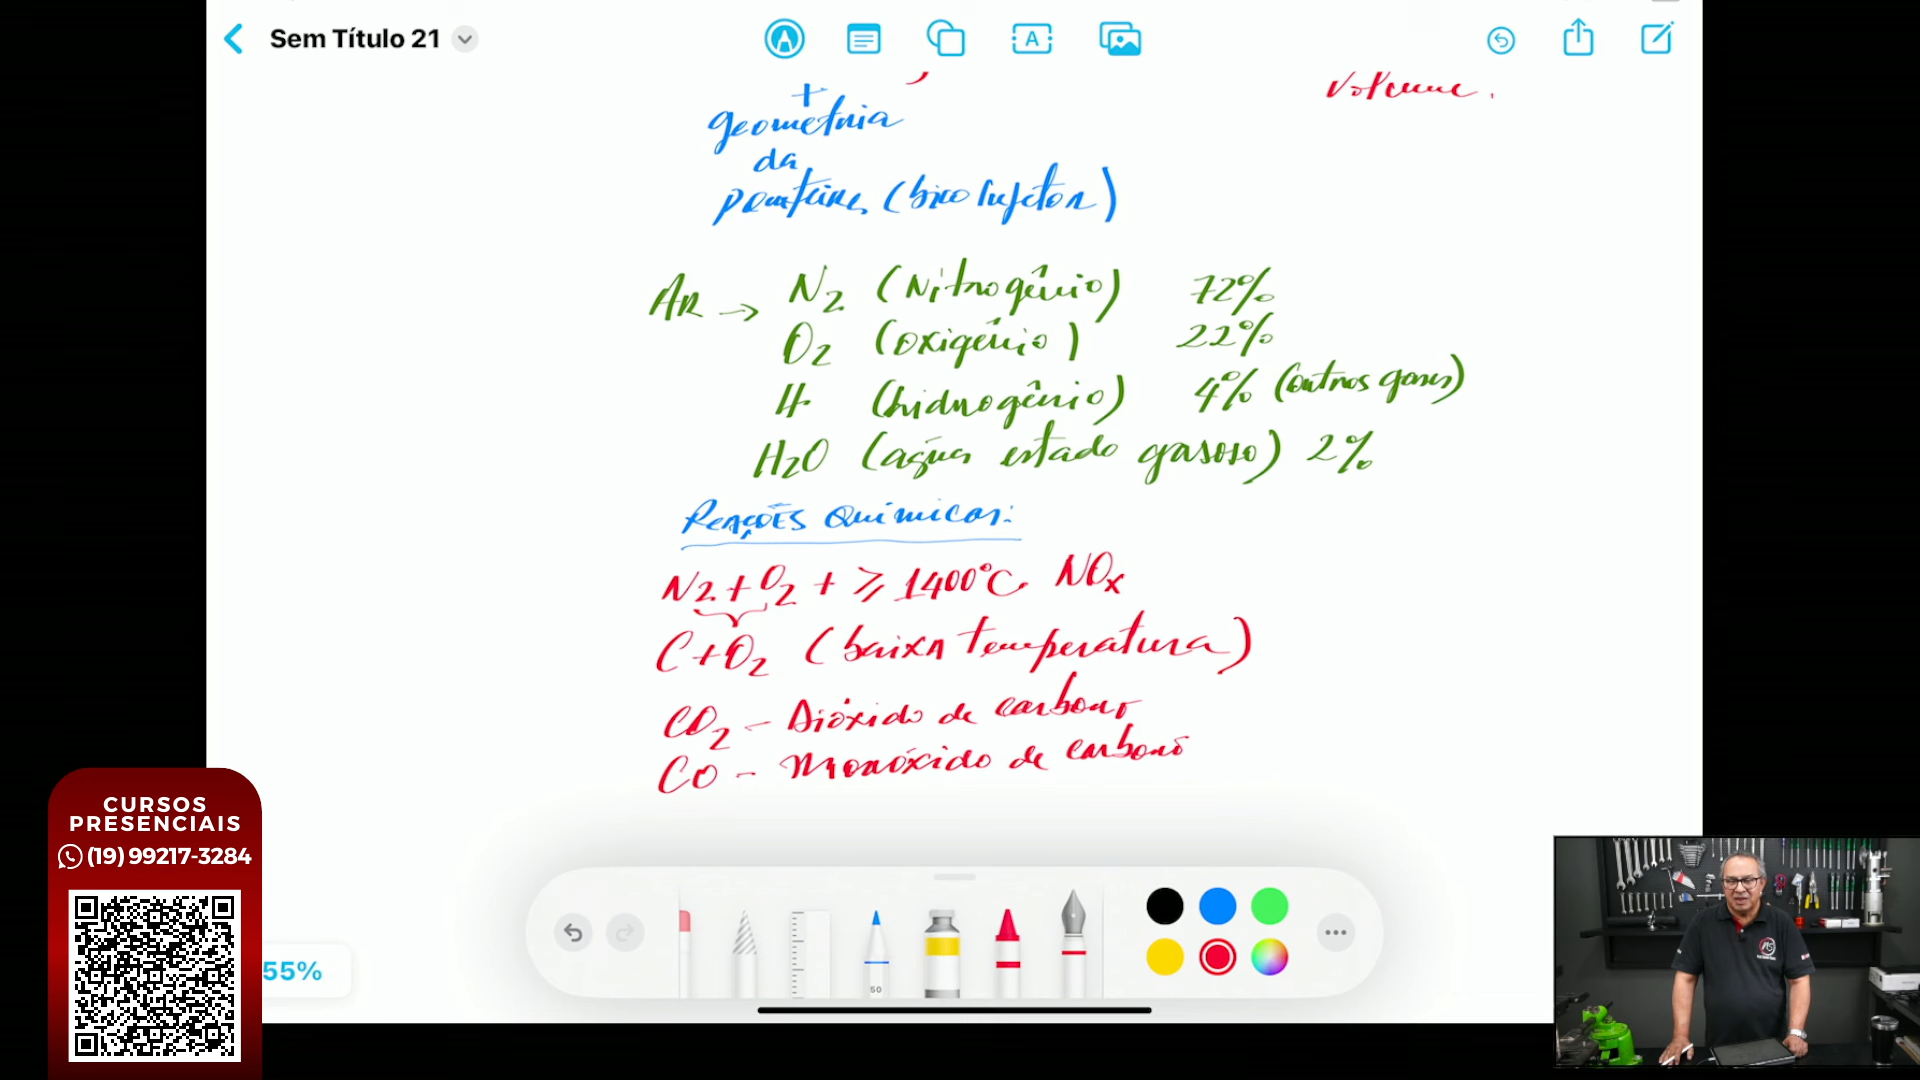 Sem Título 21
volume.
+
geometria
da
ponteira (bico Injetor)
AR → N2 (Nitrogênio) 72%
O2 (oxigênio) 22%
H (hidrogênio) 4% (outros gases)
H2O (água estado gasoso) 2%
Reações Químicas:
N2 + O2 + ≥ 1400°C NOx
C+O2 (baixa temperatura)
CO2 - Dióxido de carbono
CO - Monóxido de carbono
CURSOS
PRESENCIAIS
(19) 99217-3284
55%
50